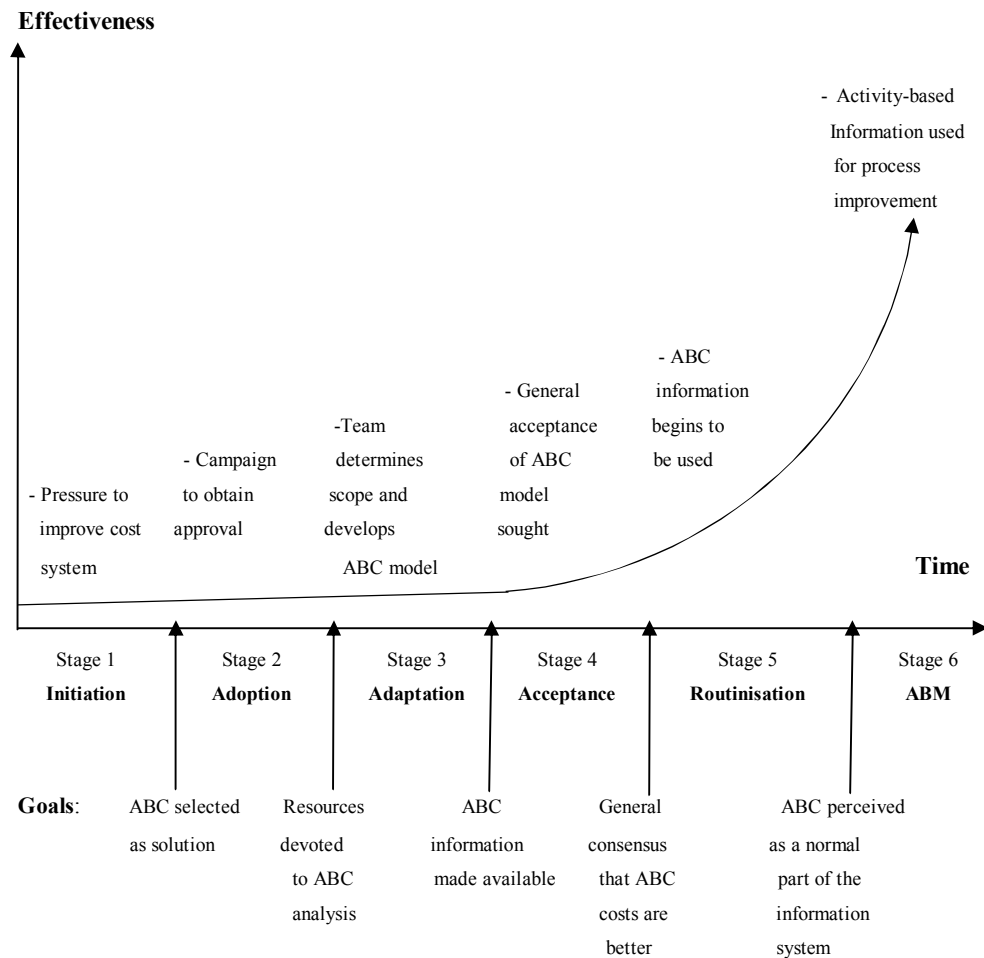 Effectiveness
- Activity-based
Information used
for process
improvement
- ABC
information
begins to
be used
- General
acceptance
of ABC
model
sought
-Team
determines
scope and
develops
ABC model
- Campaign
to obtain
approval
- Pressure to
improve cost
system
Time
Stage 1
Initiation
Stage 2
Adoption
Stage 3
Adaptation
Stage 4
Acceptance
Stage 5
Routinisation
Stage 6
ABM
Goals:
ABC selected
as solution
Resources
devoted
to ABC
analysis
ABC
information
made available
General
consensus
that ABC
costs are
better
ABC perceived
as a normal
part of the
information
system